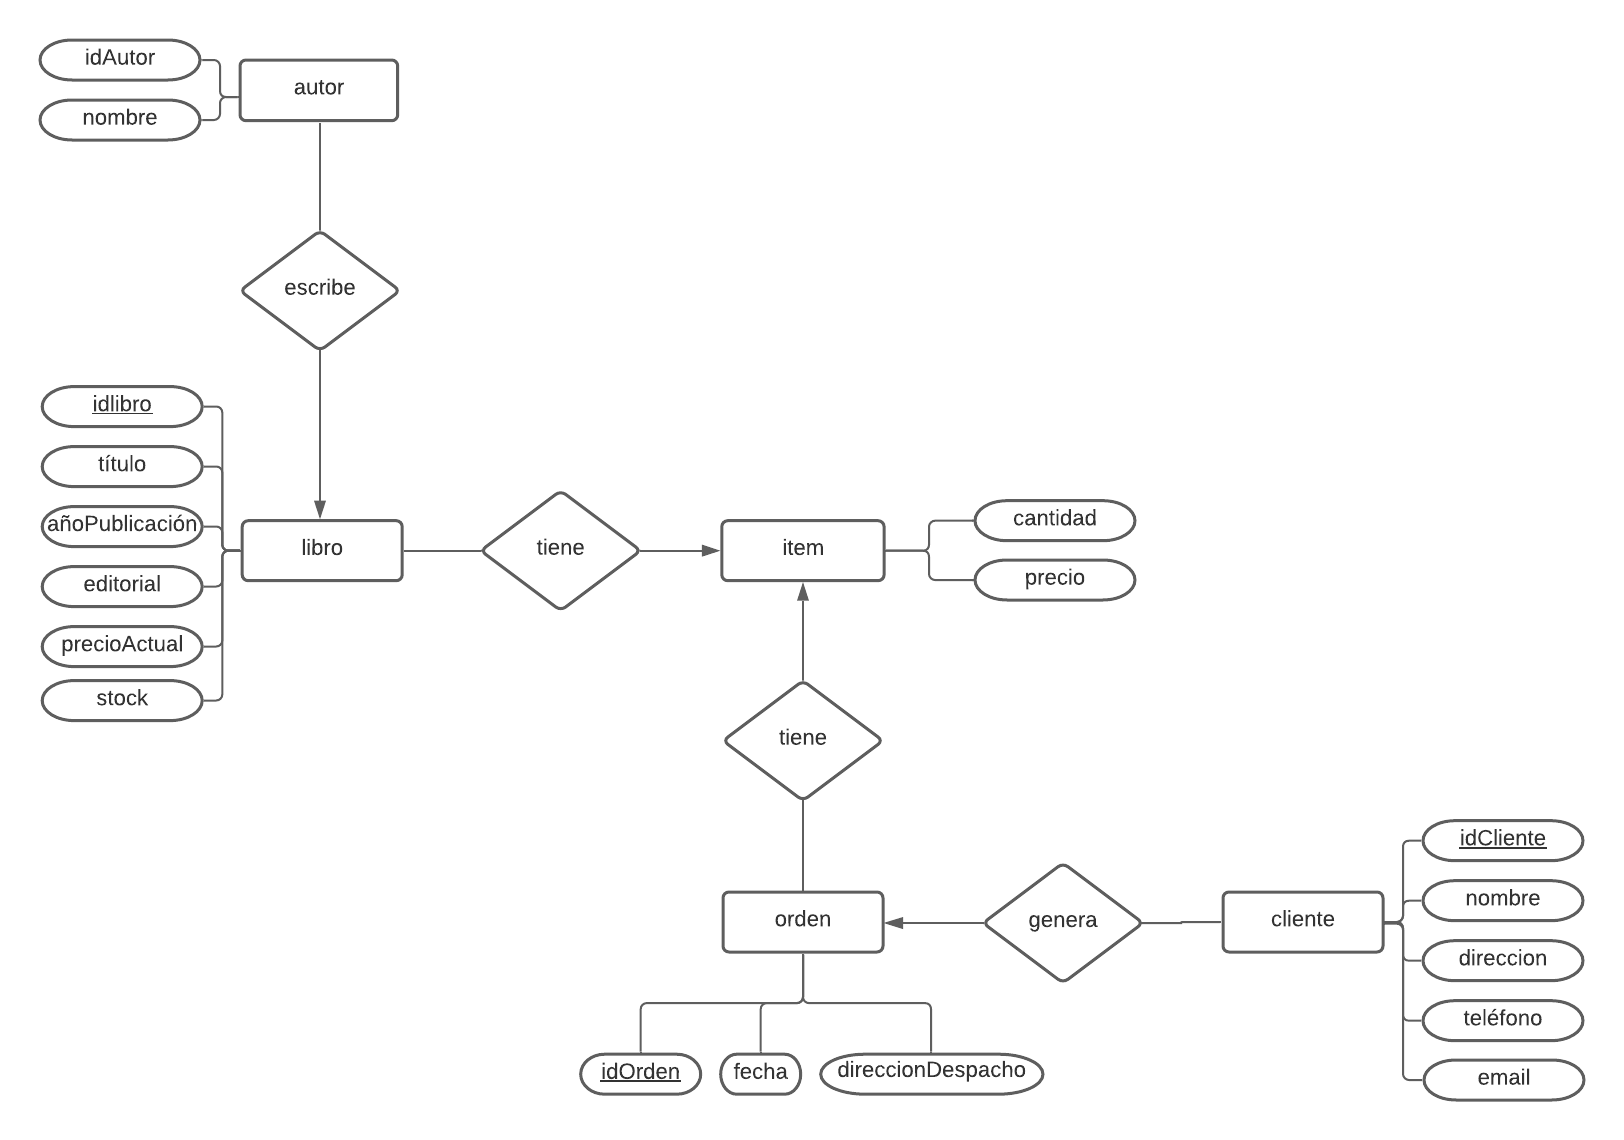 idAutor
autor
nombre
escribe
idlibro
título
añoPublicación
editorial
precioActual
stock
libro
tiene
item
cantidad
precio
tiene
orden
genera
cliente
idCliente
nombre
direccion
teléfono
email
idOrden
fecha
direccionDespacho